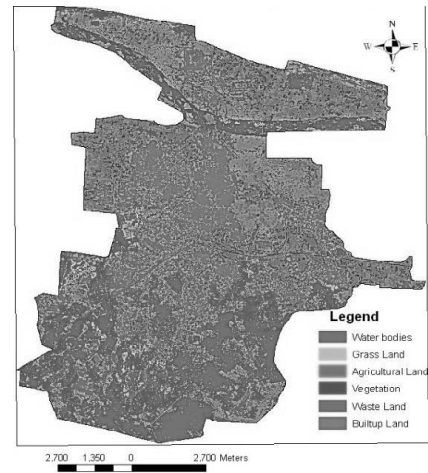 N
W E
S
Legend
Water bodies
Grass Land
Agricultural Land
Vegetation
Waste Land
Builtup Land
2,700 1,350 0 2,700 Meters